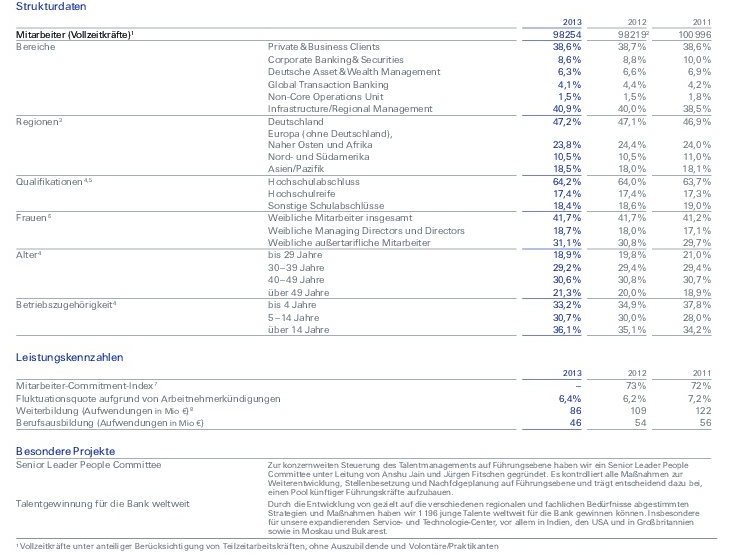 Strukturdaten
2013 2012 2011
Mitarbeiter (Vollzeitkräfte)¹ 98254 98219² 100996
Bereiche Private & Business Clients 38,6% 38,7% 38,6%
Corporate Banking & Securities 8,6% 8,8% 10,0%
Deutsche Asset & Wealth Management 6,3% 6,6% 6,9%
Global Transaction Banking 4,1% 4,4% 4,2%
Non-Core Operations Unit 1,5% 1,5% 1,8%
Infrastructure/Regional Management 40,9% 40,0% 38,5%
Regionen³ Deutschland 47,2% 47,1% 46,9%
Europa (ohne Deutschland),
Naher Osten und Afrika 23,8% 24,4% 24,0%
Nord- und Südamerika 10,5% 10,5% 11,0%
Asien/Pazifik 18,5% 18,0% 18,1%
Qualifikationen⁴,⁵ Hochschulabschluss 64,2% 64,0% 63,7%
Hochschulreife 17,4% 17,4% 17,3%
Sonstige Schulabschlüsse 18,4% 18,6% 19,0%
Frauen⁶ Weibliche Mitarbeiter insgesamt 41,7% 41,7% 41,2%
Weibliche Managing Directors und Directors 18,7% 18,0% 17,1%
Weibliche außertarifliche Mitarbeiter 31,1% 30,8% 29,7%
Alter⁴ bis 29 Jahre 18,9% 19,8% 21,0%
30–39 Jahre 29,2% 29,4% 29,4%
40–49 Jahre 30,6% 30,8% 30,7%
über 49 Jahre 21,3% 20,0% 18,9%
Betriebszugehörigkeit⁴ bis 4 Jahre 33,2% 34,9% 37,8%
5–14 Jahre 30,7% 30,0% 28,0%
über 14 Jahre 36,1% 35,1% 34,2%
Leistungskennzahlen
2013 2012 2011
Mitarbeiter-Commitment-Index⁷ – 73% 72%
Fluktuationsquote aufgrund von Arbeitnehmerkündigungen 6,4% 6,2% 7,2%
Weiterbildung (Aufwendungen in Mio €)⁸ 86 109 122
Berufsausbildung (Aufwendungen in Mio €) 46 54 56
Besondere Projekte
Senior Leader People Committee Zur konzernweiten Steuerung des Talentmanagements auf Führungsebene haben wir ein Senior Leader People
Committee unter Leitung von Anshu Jain und Jürgen Fitschen gegründet. Es kontrolliert alle Maßnahmen zur
Weiterentwicklung, Stellenbesetzung und Nachfolgeplanung auf Führungsebene und trägt entscheidend dazu bei,
einen Pool künftiger Führungskräfte aufzubauen.
Talentgewinnung für die Bank weltweit Durch die Entwicklung von gezielt auf die verschiedenen regionalen und fachlichen Bedürfnisse abgestimmten
Strategien und Maßnahmen haben wir 1 196 junge Talente weltweit für die Bank gewinnen können. Insbesondere
für unsere expandierenden Service- und Technologie-Center, vor allem in Indien, den USA und in Großbritannien
sowie in Moskau und Bukarest.
¹ Vollzeitkräfte unter anteiliger Berücksichtigung von Teilzeitarbeitskräften, ohne Auszubildende und Volontäre/Praktikanten